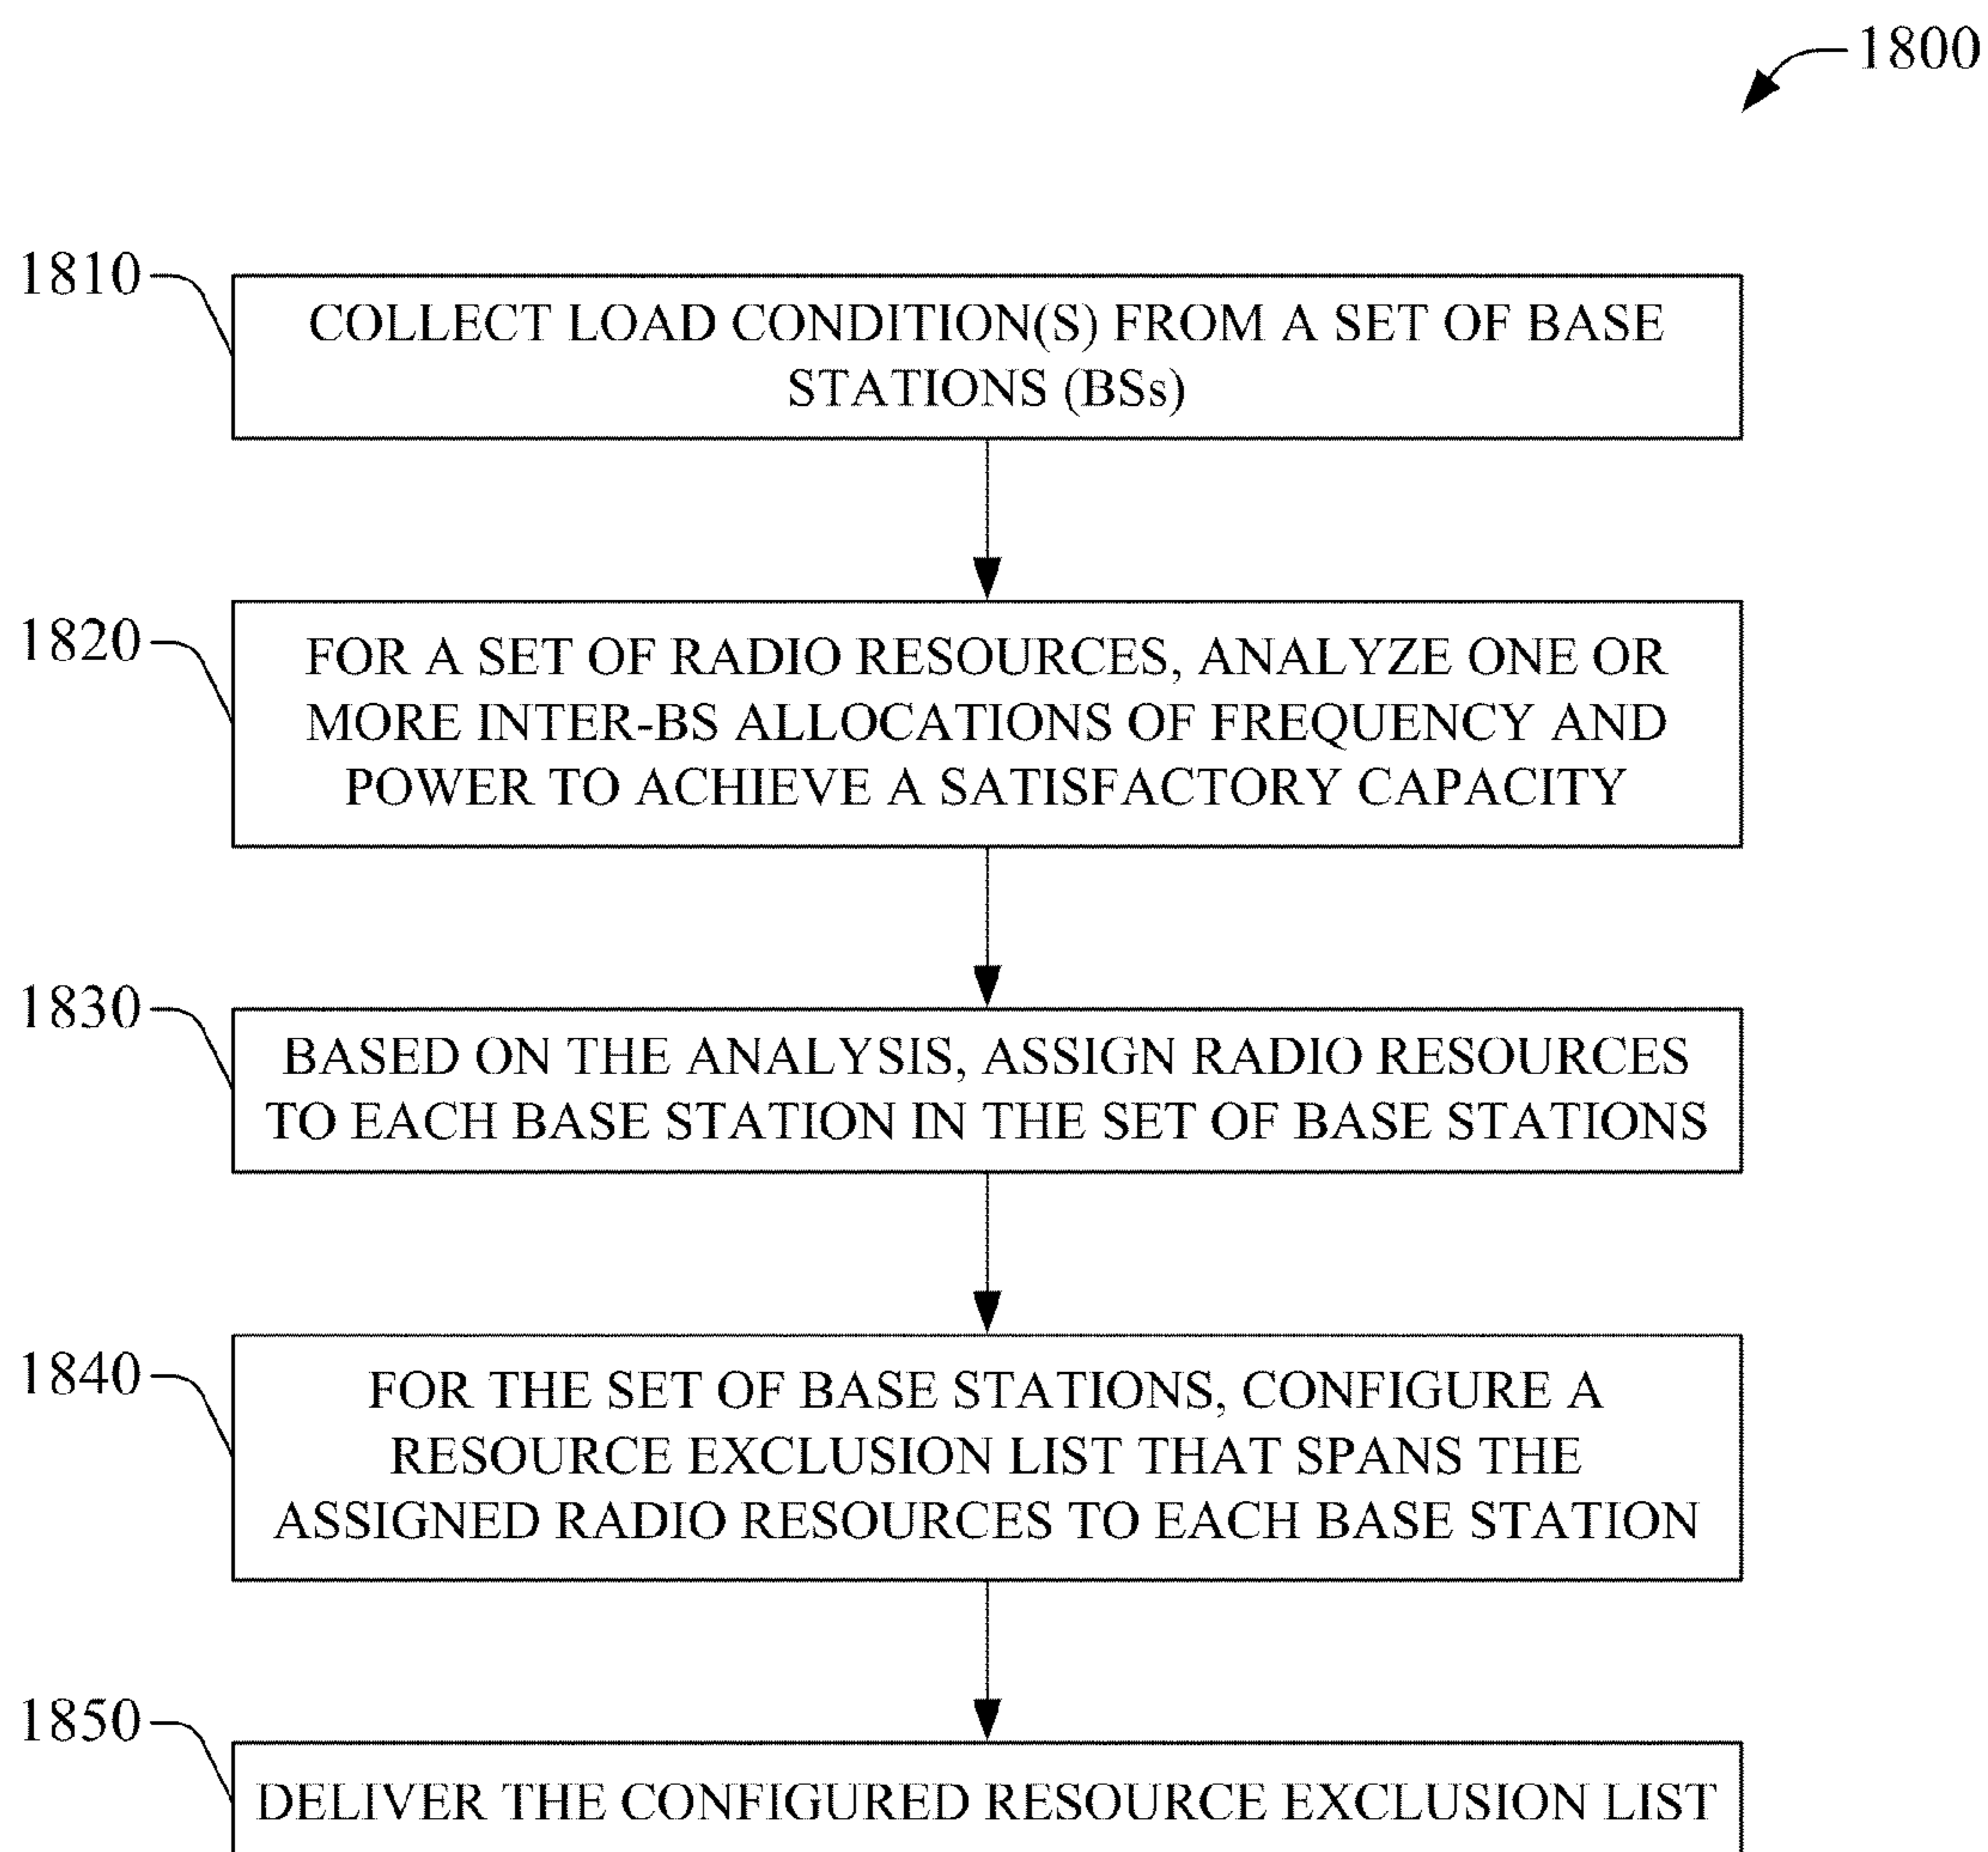 1800
1810
COLLECT LOAD CONDITION(S) FROM A SET OF BASE
STATIONS (BSs)
1820
FOR A SET OF RADIO RESOURCES, ANALYZE ONE OR
MORE INTER-BS ALLOCATIONS OF FREQUENCY AND
POWER TO ACHIEVE A SATISFACTORY CAPACITY
1830
BASED ON THE ANALYSIS, ASSIGN RADIO RESOURCES
TO EACH BASE STATION IN THE SET OF BASE STATIONS
1840
FOR THE SET OF BASE STATIONS, CONFIGURE A
RESOURCE EXCLUSION LIST THAT SPANS THE
ASSIGNED RADIO RESOURCES TO EACH BASE STATION
1850
DELIVER THE CONFIGURED RESOURCE EXCLUSION LIST